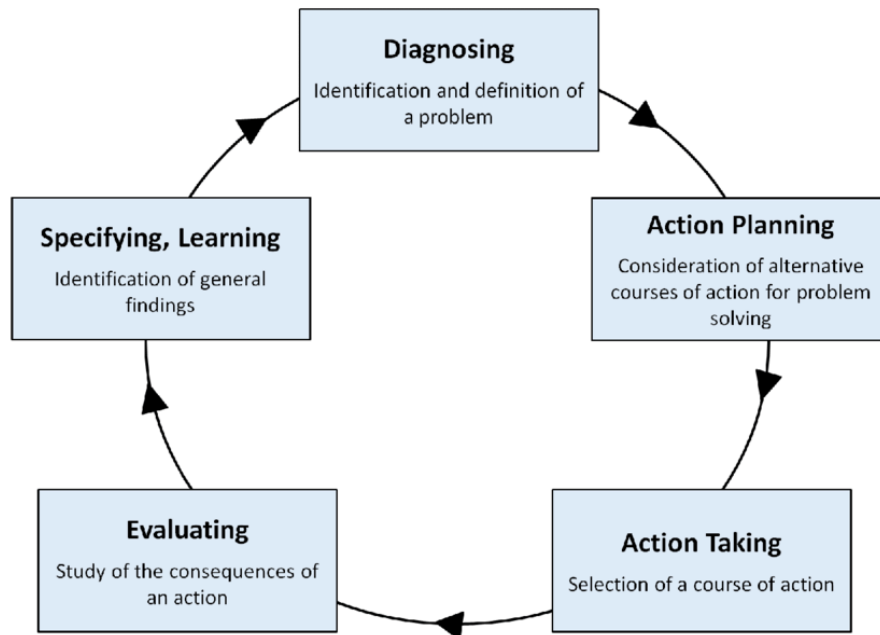 Diagnosing
Identification and definition of
a problem
Action Planning
Consideration of alternative
courses of action for problem
solving
Action Taking
Selection of a course of action
Evaluating
Study of the consequences of
an action
Specifying, Learning
Identification of general
findings